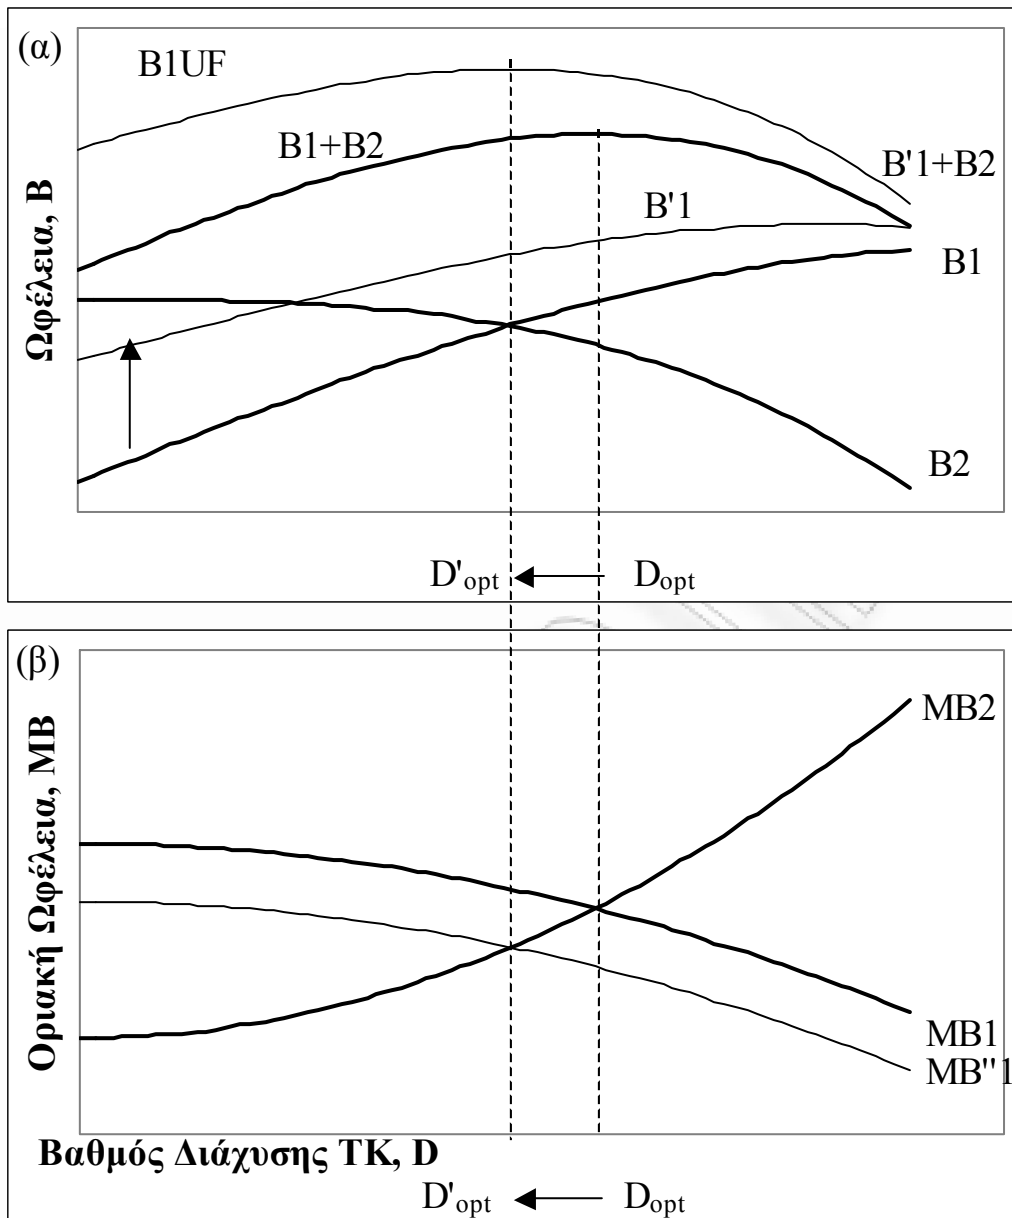 (α)
B1UF
B1+B2
B'1+B2
B'1
B1
B2
Ωφέλεια, B
D'opt
Dopt
(β)
MB2
MB1
MB"1
Οριακή Ωφέλεια, MB
Βαθμός Διάχυσης ΤΚ, D
D'opt
Dopt